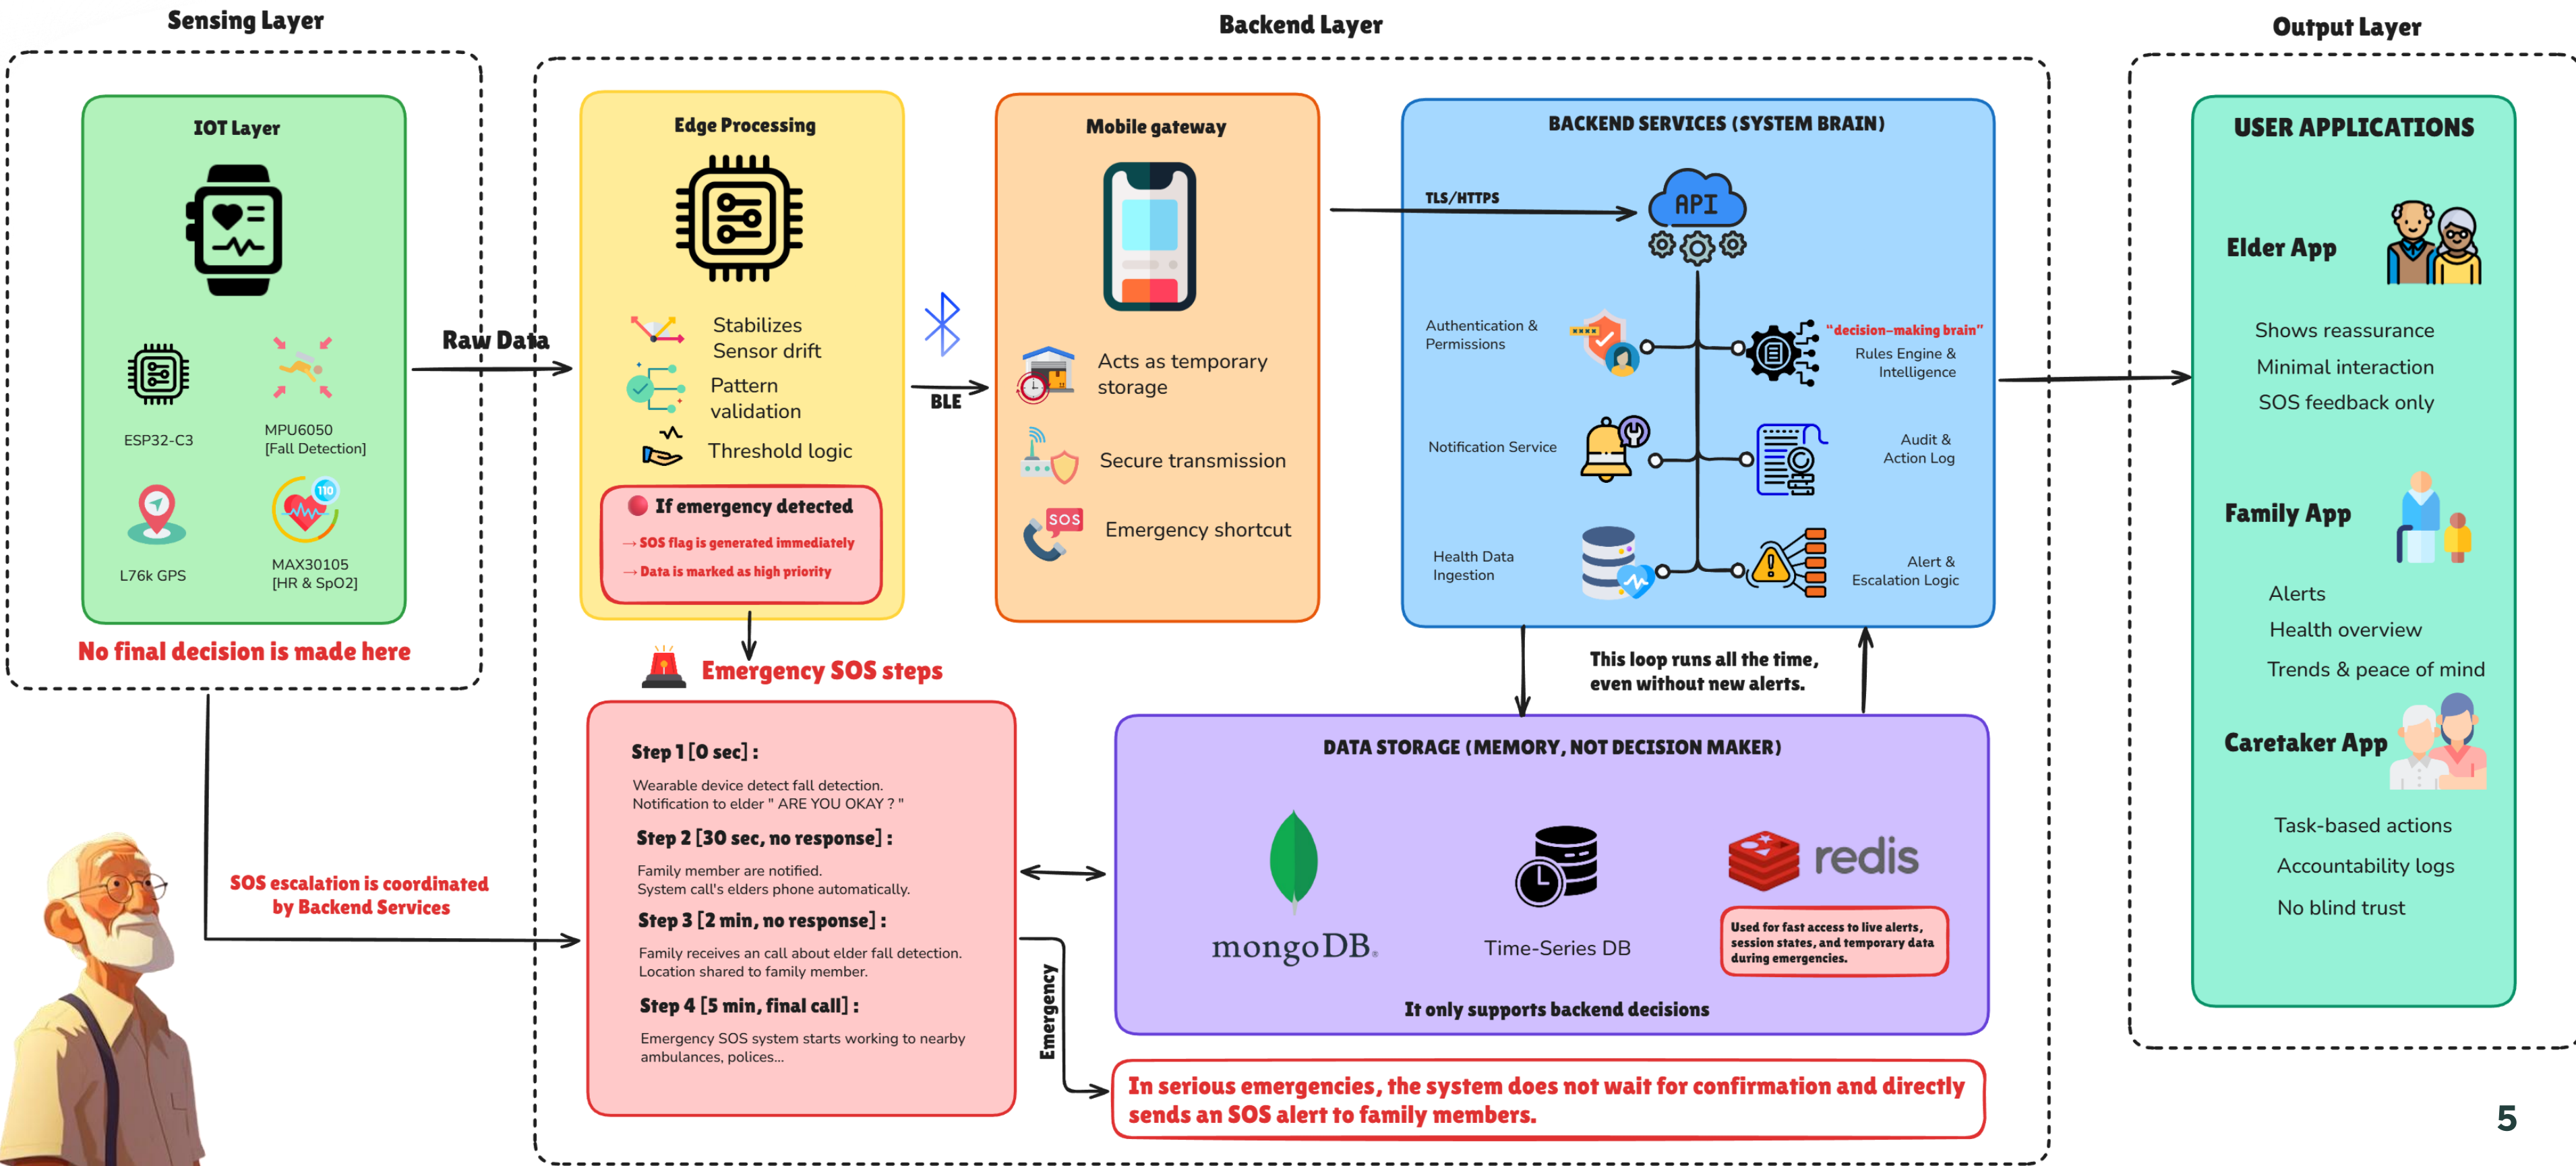 Sensing Layer
Backend Layer
Output Layer
IOT Layer
ESP32-C3
MPU6050
[Fall Detection]
L76k GPS
110
MAX30105
[HR & SpO2]
No final decision is made here
Raw Data
Edge Processing
Stabilizes
Sensor drift
Pattern
validation
Threshold logic
If emergency detected
→ SOS flag is generated immediately
→ Data is marked as high priority
BLE
Mobile gateway
Acts as temporary
storage
Secure transmission
SOS
Emergency shortcut
BACKEND SERVICES (SYSTEM BRAIN)
TLS/HTTPS
API
Authentication &
Permissions
"decision-making brain"
Rules Engine &
Intelligence
Notification Service
Audit &
Action Log
Health Data
Ingestion
Alert &
Escalation Logic
USER APPLICATIONS
Elder App
Shows reassurance
Minimal interaction
SOS feedback only
Family App
Alerts
Health overview
Trends & peace of mind
Caretaker App
Task-based actions
Accountability logs
No blind trust
Emergency SOS steps
Step 1 [0 sec] :
Wearable device detect fall detection.
Notification to elder " ARE YOU OKAY ? "
Step 2 [30 sec, no response] :
Family member are notified.
System call's elders phone automatically.
Step 3 [2 min, no response] :
Family receives an call about elder fall detection.
Location shared to family member.
Step 4 [5 min, final call] :
Emergency SOS system starts working to nearby
ambulances, polices...
SOS escalation is coordinated
by Backend Services
This loop runs all the time,
even without new alerts.
DATA STORAGE (MEMORY, NOT DECISION MAKER)
mongoDB®
Time-Series DB
redis
Used for fast access to live alerts,
session states, and temporary data
during emergencies.
It only supports backend decisions
Emergency
In serious emergencies, the system does not wait for confirmation and directly
sends an SOS alert to family members.
5